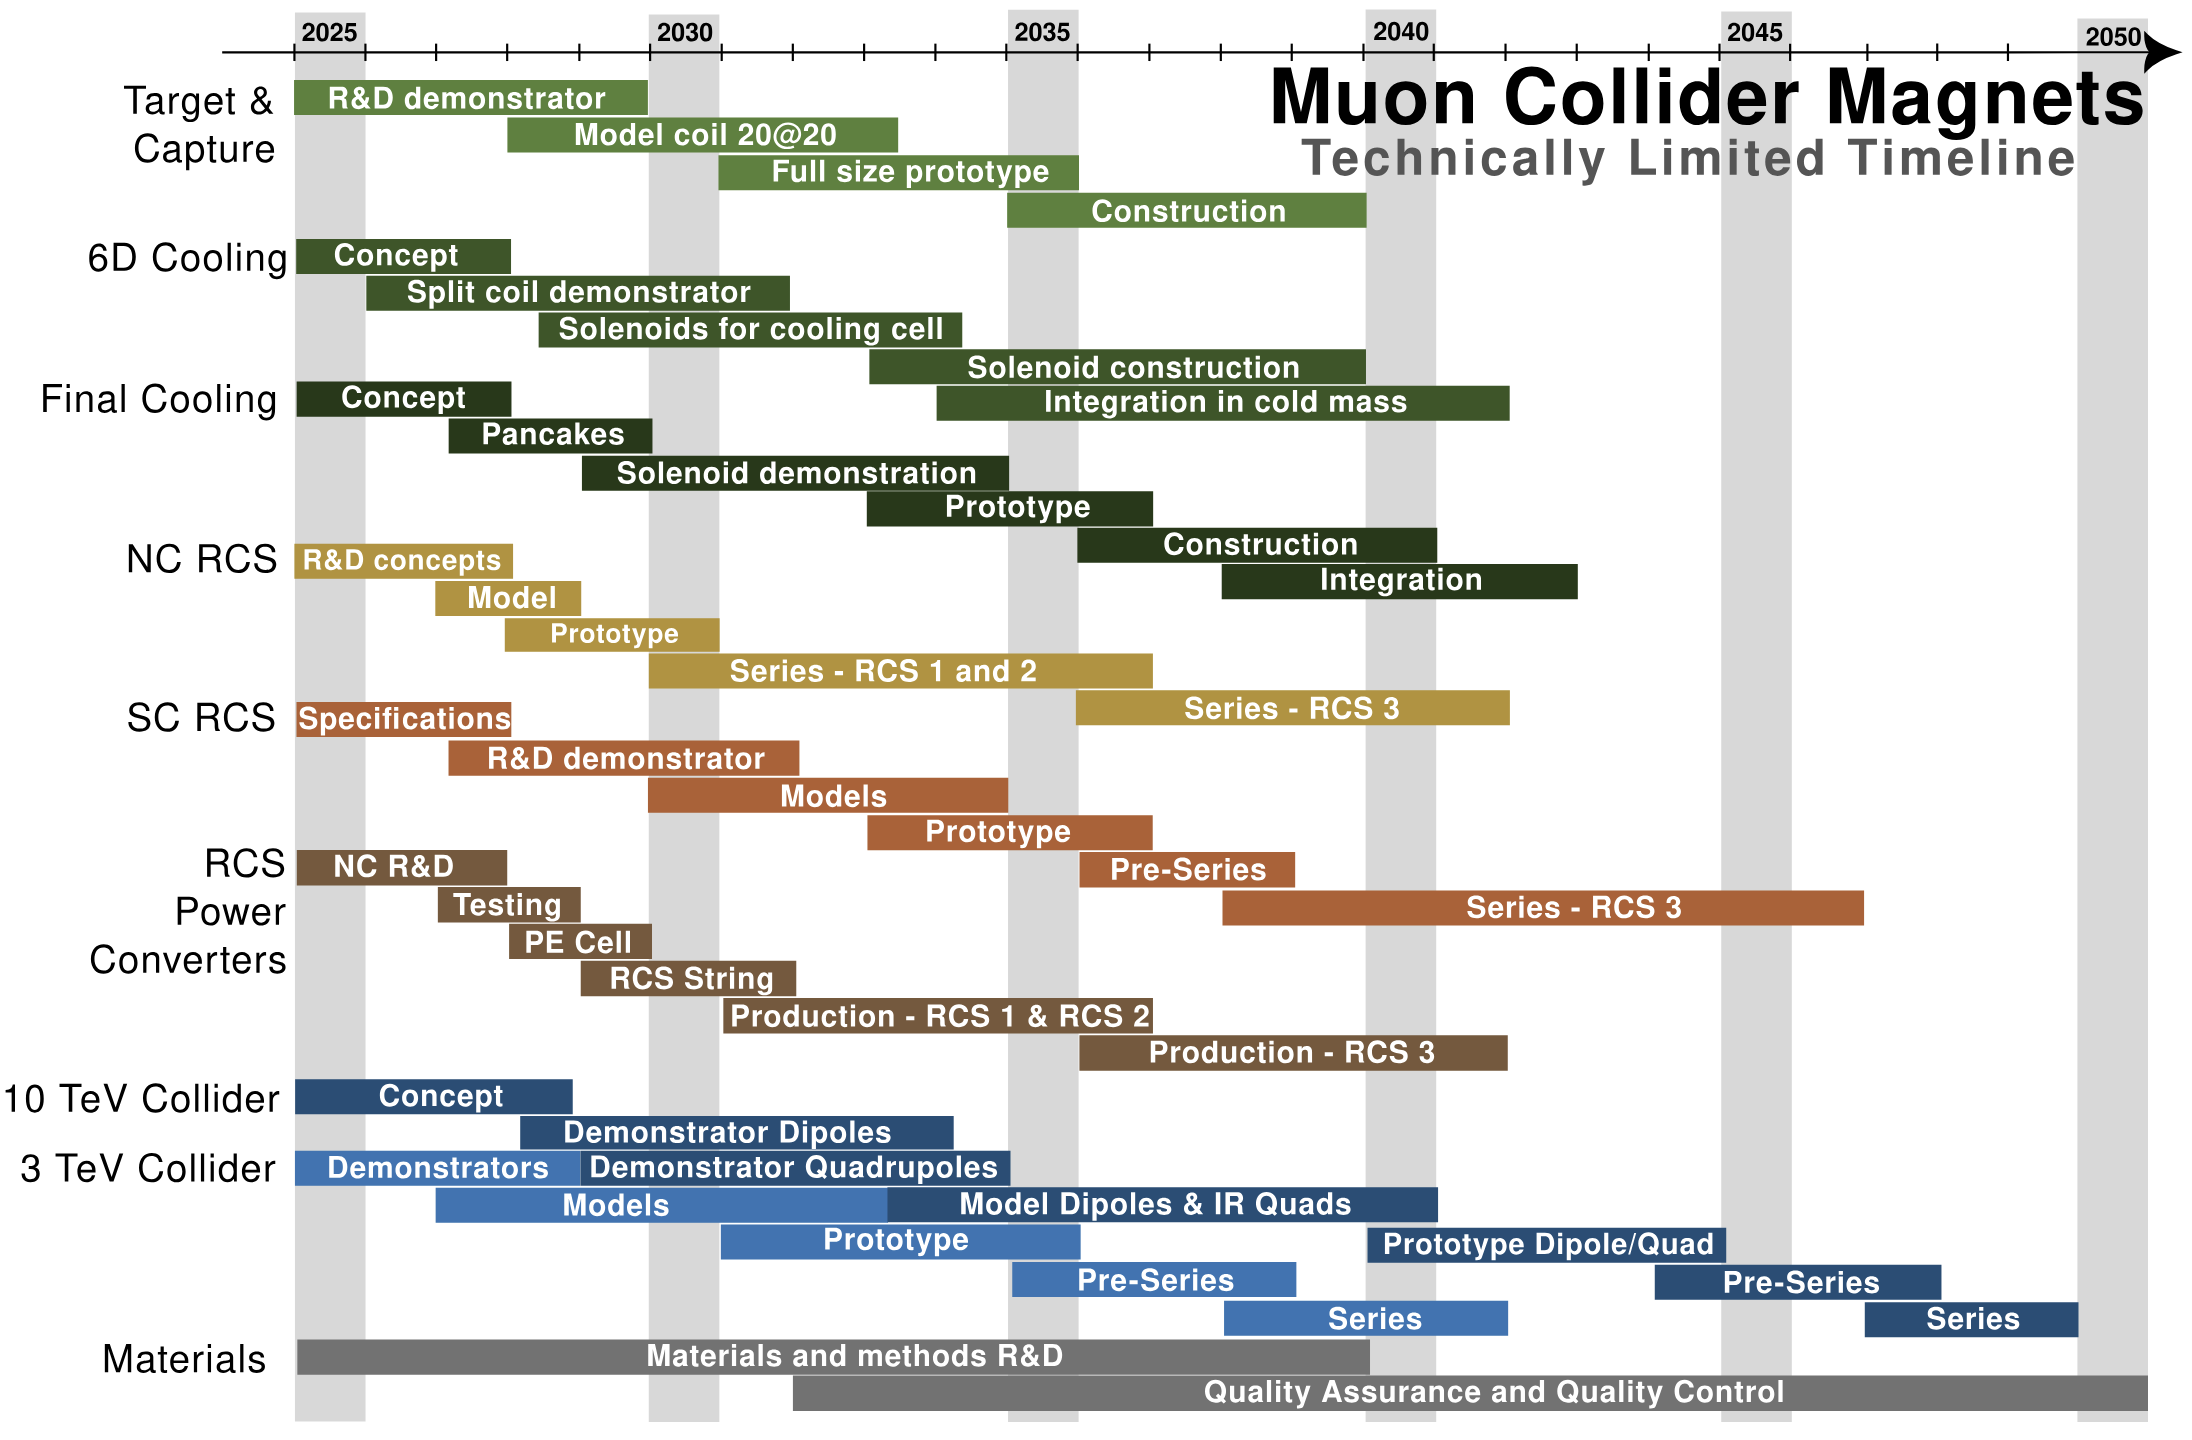 2025 2030 2035 2040 2045 2050
Muon Collider Magnets
Technically Limited Timeline
Target &
Capture
R&D demonstrator
Model coil 20@20
Full size prototype
Construction
6D Cooling
Concept
Split coil demonstrator
Solenoids for cooling cell
Solenoid construction
Integration in cold mass
Final Cooling
Concept
Pancakes
Solenoid demonstration
Prototype
Construction
Integration
NC RCS
R&D concepts
Model
Prototype
Series - RCS 1 and 2
Series - RCS 3
SC RCS
Specifications
R&D demonstrator
Models
Prototype
Pre-Series
Series - RCS 3
RCS
Power
Converters
NC R&D
Testing
PE Cell
RCS String
Production - RCS 1 & RCS 2
Production - RCS 3
10 TeV Collider
Concept
Demonstrator Dipoles
Demonstrator Quadrupoles
Model Dipoles & IR Quads
Prototype Dipole/Quad
Pre-Series
Series
3 TeV Collider
Demonstrators
Models
Prototype
Pre-Series
Series
Materials
Materials and methods R&D
Quality Assurance and Quality Control